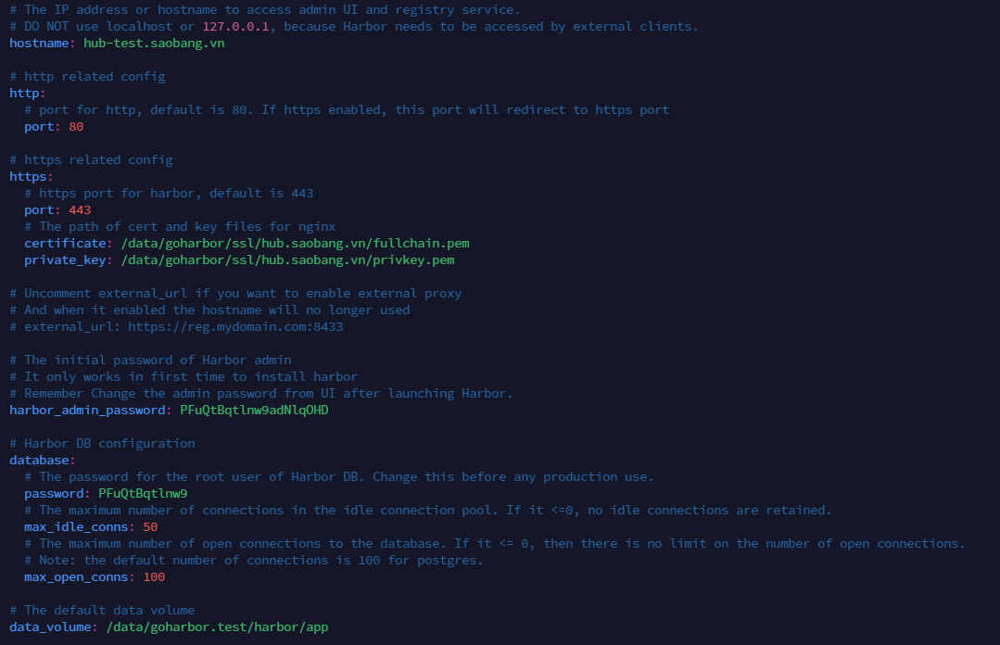 # The IP address or hostname to access admin UI and registry service.
# DO NOT use localhost or 127.0.0.1, because Harbor needs to be accessed by external clients.
hostname: hub-test.saobang.vn
# http related config
http:
# port for http, default is 80. If https enabled, this port will redirect to https port
port: 80
# https related config
https:
# https port for harbor, default is 443
port: 443
# The path of cert and key files for nginx
certificate: /data/goharbor/ssl/hub.saobang.vn/fullchain.pem
private_key: /data/goharbor/ssl/hub.saobang.vn/privkey.pem
# Uncomment external_url if you want to enable external proxy
# And when it enabled the hostname will no longer used
# external_url: https://reg.mydomain.com:8433
# The initial password of Harbor admin
# It only works in first time to install harbor
# Remember Change the admin password from UI after launching Harbor.
harbor_admin_password: PFuQtBqtlnw9adNlqOHD
# Harbor DB configuration
database:
# The password for the root user of Harbor DB. Change this before any production use.
password: PFuQtBqtlnw9
# The maximum number of connections in the idle connection pool. If it <=0, no idle connections are retained.
max_idle_conns: 50
# The maximum number of open connections to the database. If it <= 0, then there is no limit on the number of open connections.
# Note: the default number of connections is 100 for postgres.
max_open_conns: 100
# The default data volume
data_volume: /data/goharbor.test/harbor/app